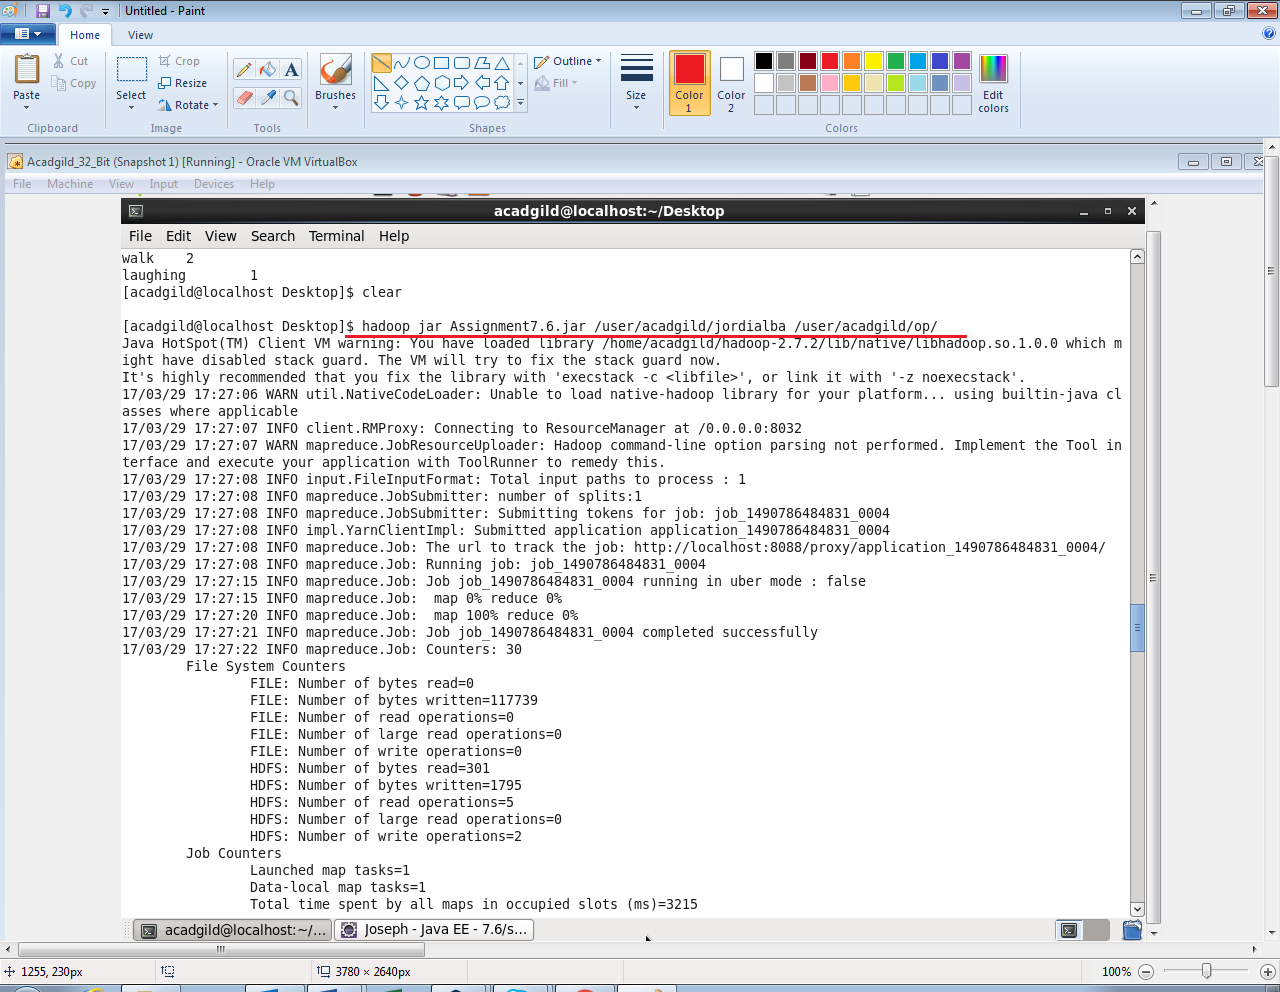 Untitled - Paint
Home
View
Paste
Cut
Copy
Clipboard
Select
Crop
Resize
Rotate
Image
A
Tools
Brushes
Outline
Fill
Shapes
Size
Color 1
Color 2
Edit colors
Colors
Acadgild_32_Bit (Snapshot 1) [Running] - Oracle VM VirtualBox
File Machine View Input Devices Help
acadgild@localhost:~/Desktop
File Edit View Search Terminal Help
walk    2
laughing        1
[acadgild@localhost Desktop]$ clear
[acadgild@localhost Desktop]$ hadoop jar Assignment7.6.jar /user/acadgild/jordialba /user/acadgild/op/
Java HotSpot(TM) Client VM warning: You have loaded library /home/acadgild/hadoop-2.7.2/lib/native/libhadoop.so.1.0.0 which m
ight have disabled stack guard. The VM will try to fix the stack guard now.
It's highly recommended that you fix the library with 'execstack -c <libfile>', or link it with '-z noexecstack'.
17/03/29 17:27:06 WARN util.NativeCodeLoader: Unable to load native-hadoop library for your platform... using builtin-java cl
asses where applicable
17/03/29 17:27:07 INFO client.RMProxy: Connecting to ResourceManager at /0.0.0.0:8032
17/03/29 17:27:07 WARN mapreduce.JobResourceUploader: Hadoop command-line option parsing not performed. Implement the Tool in
terface and execute your application with ToolRunner to remedy this.
17/03/29 17:27:08 INFO input.FileInputFormat: Total input paths to process : 1
17/03/29 17:27:08 INFO mapreduce.JobSubmitter: number of splits:1
17/03/29 17:27:08 INFO mapreduce.JobSubmitter: Submitting tokens for job: job_1490786484831_0004
17/03/29 17:27:08 INFO impl.YarnClientImpl: Submitted application application_1490786484831_0004
17/03/29 17:27:08 INFO mapreduce.Job: The url to track the job: http://localhost:8088/proxy/application_1490786484831_0004/
17/03/29 17:27:08 INFO mapreduce.Job: Running job: job_1490786484831_0004
17/03/29 17:27:15 INFO mapreduce.Job: Job job_1490786484831_0004 running in uber mode : false
17/03/29 17:27:15 INFO mapreduce.Job:  map 0% reduce 0%
17/03/29 17:27:20 INFO mapreduce.Job:  map 100% reduce 0%
17/03/29 17:27:21 INFO mapreduce.Job: Job job_1490786484831_0004 completed successfully
17/03/29 17:27:22 INFO mapreduce.Job: Counters: 30
File System Counters
FILE: Number of bytes read=0
FILE: Number of bytes written=117739
FILE: Number of read operations=0
FILE: Number of large read operations=0
FILE: Number of write operations=0
HDFS: Number of bytes read=301
HDFS: Number of bytes written=1795
HDFS: Number of read operations=5
HDFS: Number of large read operations=0
HDFS: Number of write operations=2
Job Counters
Launched map tasks=1
Data-local map tasks=1
Total time spent by all maps in occupied slots (ms)=3215
acadgild@localhost:~/...
Joseph - Java EE - 7.6/s...
1255, 230px
3780 × 2640px
100%